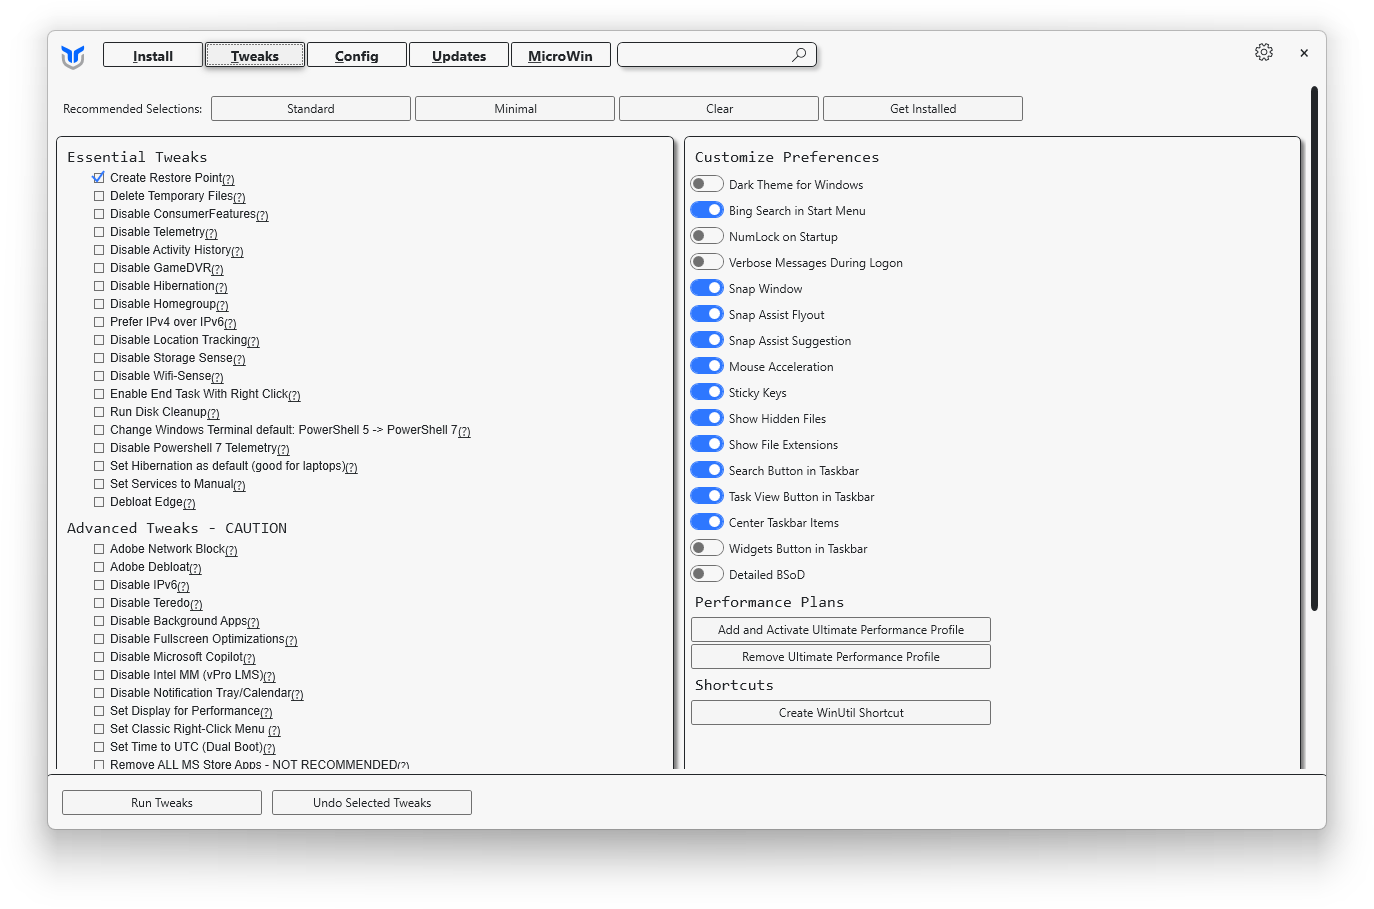 Install Tweaks Config Updates MicroWin
Recommended Selections: Standard Minimal Clear Get Installed
Essential Tweaks
Create Restore Point(?)
Delete Temporary Files(?)
Disable ConsumerFeatures(?)
Disable Telemetry(?)
Disable Activity History(?)
Disable GameDVR(?)
Disable Hibernation(?)
Disable Homegroup(?)
Prefer IPv4 over IPv6(?)
Disable Location Tracking(?)
Disable Storage Sense(?)
Disable Wifi-Sense(?)
Enable End Task With Right Click(?)
Run Disk Cleanup(?)
Change Windows Terminal default: PowerShell 5 -> PowerShell 7(?)
Disable Powershell 7 Telemetry(?)
Set Hibernation as default (good for laptops)(?)
Set Services to Manual(?)
Debloat Edge(?)
Advanced Tweaks - CAUTION
Adobe Network Block(?)
Adobe Debloat(?)
Disable IPv6(?)
Disable Teredo(?)
Disable Background Apps(?)
Disable Fullscreen Optimizations(?)
Disable Microsoft Copilot(?)
Disable Intel MM (vPro LMS)(?)
Disable Notification Tray/Calendar(?)
Set Display for Performance(?)
Set Classic Right-Click Menu (?)
Set Time to UTC (Dual Boot)(?)
Remove ALL MS Store Apps - NOT RECOMMENDED(?)
Customize Preferences
Dark Theme for Windows
Bing Search in Start Menu
NumLock on Startup
Verbose Messages During Logon
Snap Window
Snap Assist Flyout
Snap Assist Suggestion
Mouse Acceleration
Sticky Keys
Show Hidden Files
Show File Extensions
Search Button in Taskbar
Task View Button in Taskbar
Center Taskbar Items
Widgets Button in Taskbar
Detailed BSoD
Performance Plans
Add and Activate Ultimate Performance Profile
Remove Ultimate Performance Profile
Shortcuts
Create WinUtil Shortcut
Run Tweaks Undo Selected Tweaks